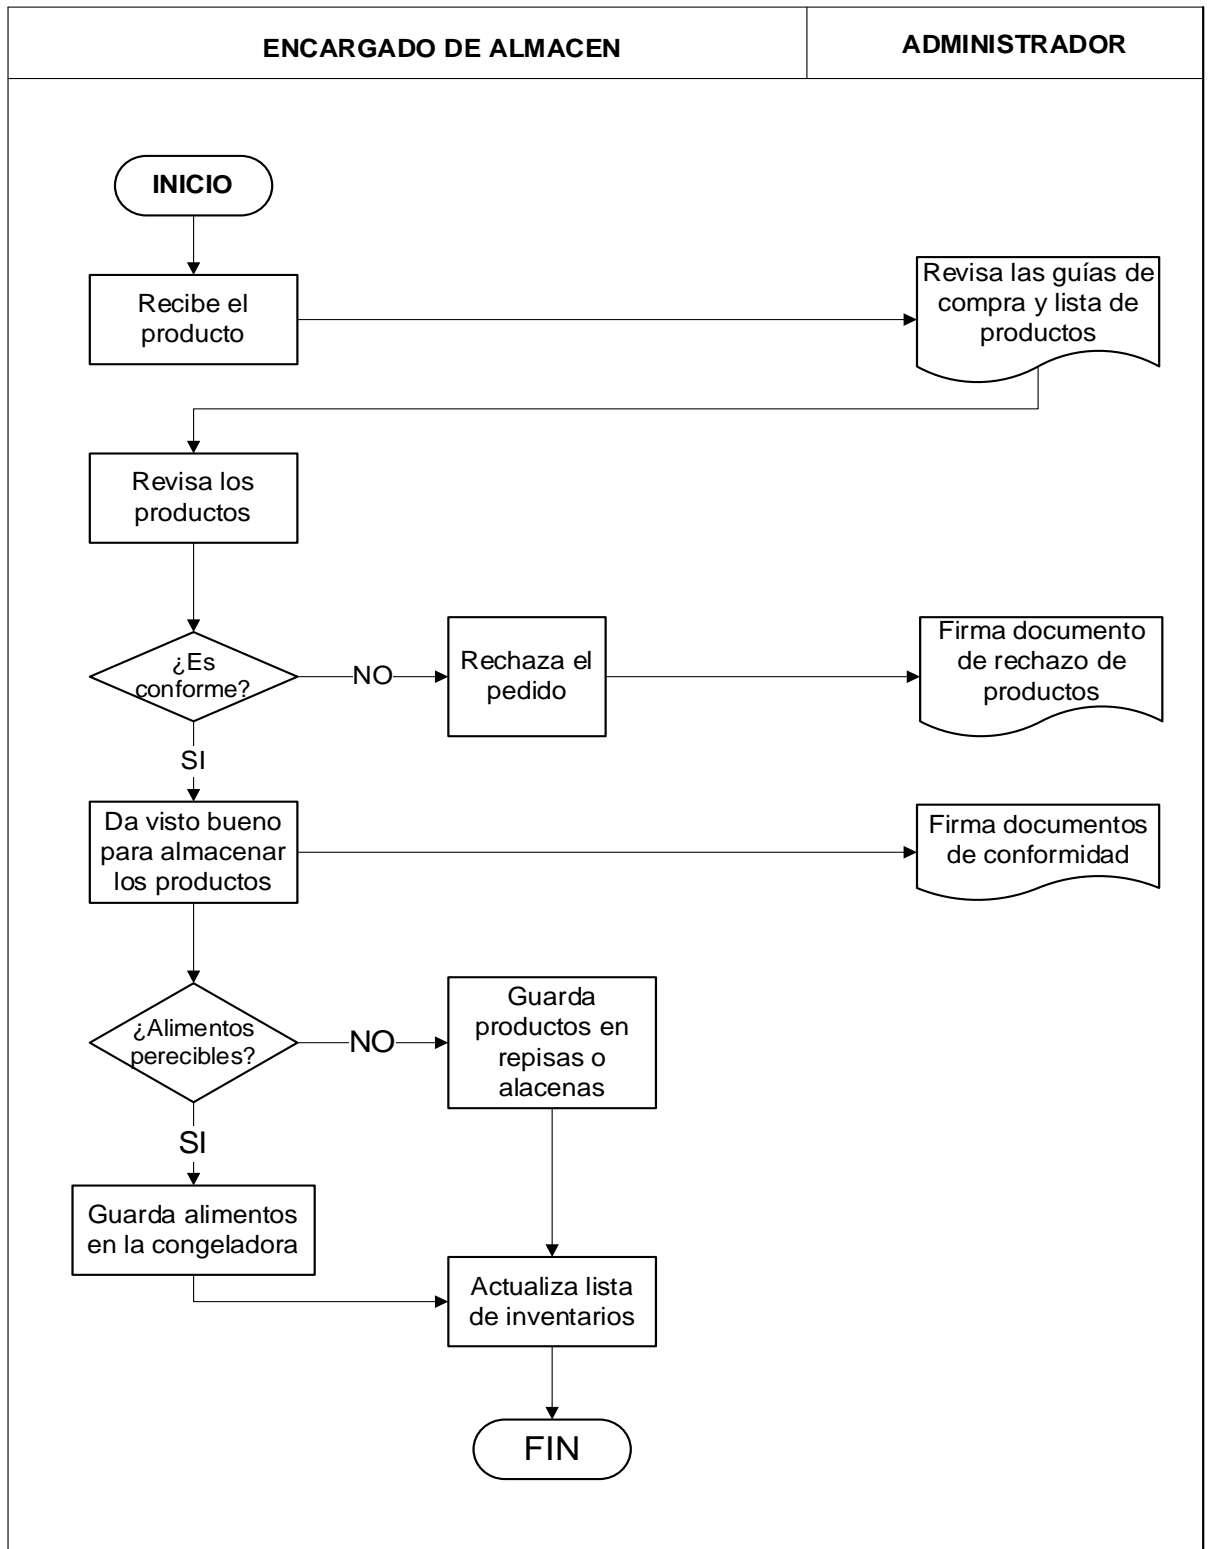 ENCARGADO DE ALMACEN
ADMINISTRADOR
INICIO
Recibe el
producto
Revisa las guías de
compra y lista de
productos
Revisa los
productos
¿Es
conforme?
NO
Rechaza el
pedido
Firma documento
de rechazo de
productos
SI
Da visto bueno
para almacenar
los productos
Firma documentos
de conformidad
¿Alimentos
perecibles?
NO
Guarda
productos en
repisas o
alacenas
SI
Guarda alimentos
en la congeladora
Actualiza lista
de inventarios
FIN